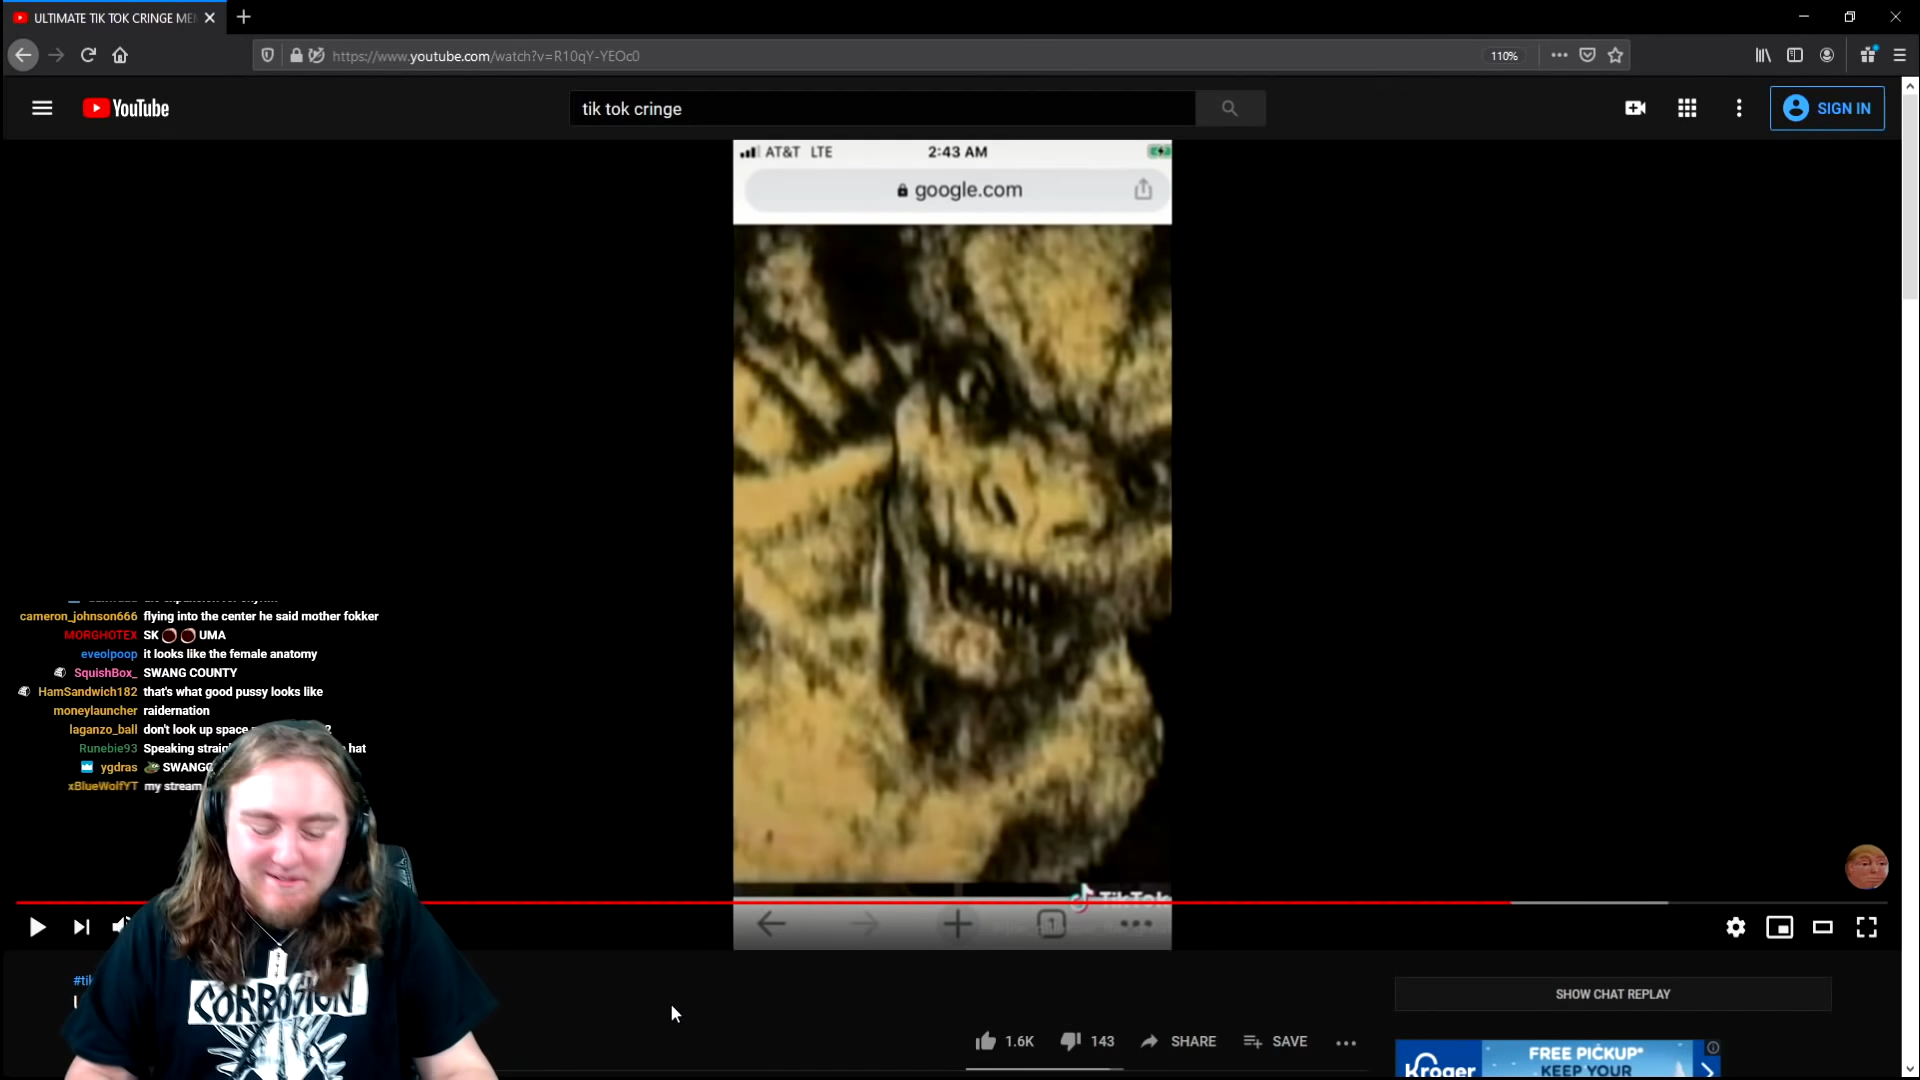 ULTIMATE TIK TOK CRINGE ME
https://www.youtube.com/watch?v=R10qY-YEOc0
110%
YouTube
tik tok cringe
SIGN IN
AT&T LTE
2:43 AM
google.com
cameron_johnson666 flying into the center he said mother fokker
MORGHOTEX SK UMA
eveolpoop it looks like the female anatomy
SquishBox_ SWANG COUNTY
HamSandwich182 that's what good pussy looks like
moneylauncher raidernation
laganzo_ball don't look up space ?
Runebie93 Speaking hat
ygdras
xBlueWolfYT my stream
TikTok
1
#tik
CORROSION
SHOW CHAT REPLAY
1.6K
143
SHARE
SAVE
Kroger
FREE PICKUP*
KEEP YOUR